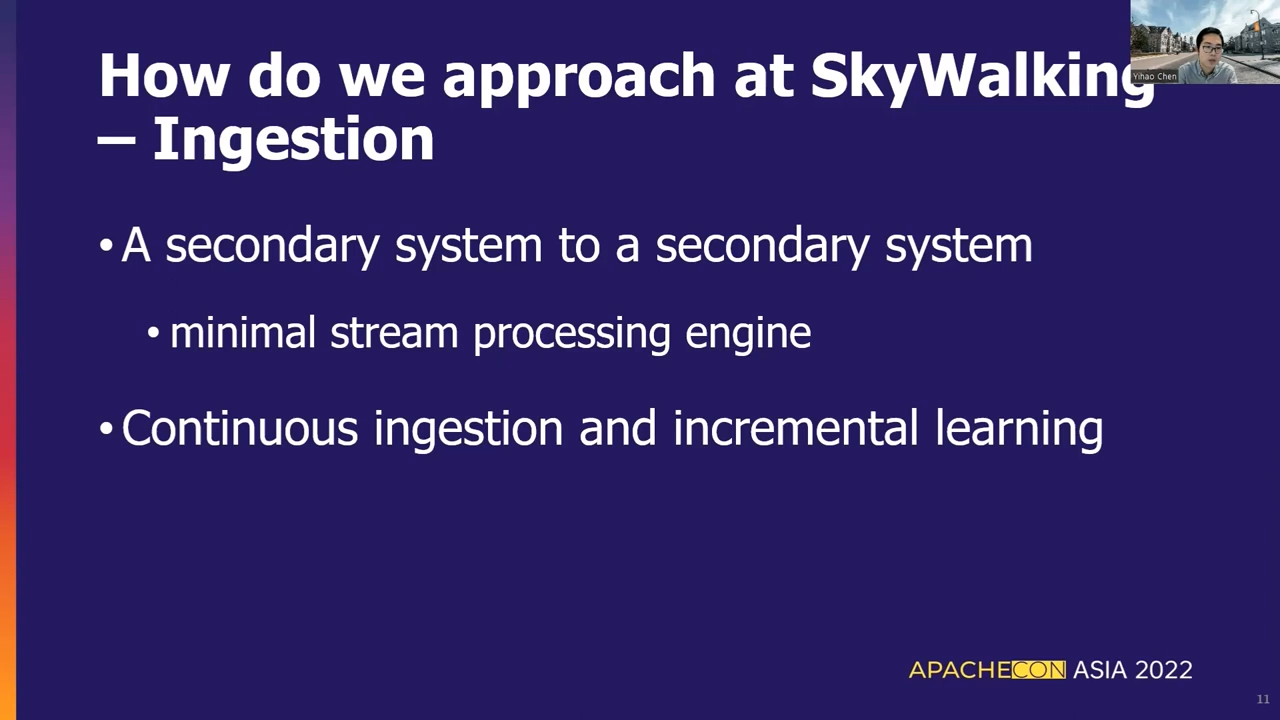 How do we approach at SkyWalking
– Ingestion
• A secondary system to a secondary system
• minimal stream processing engine
• Continuous ingestion and incremental learning
Yihao Chen
APACHECON ASIA 2022
11